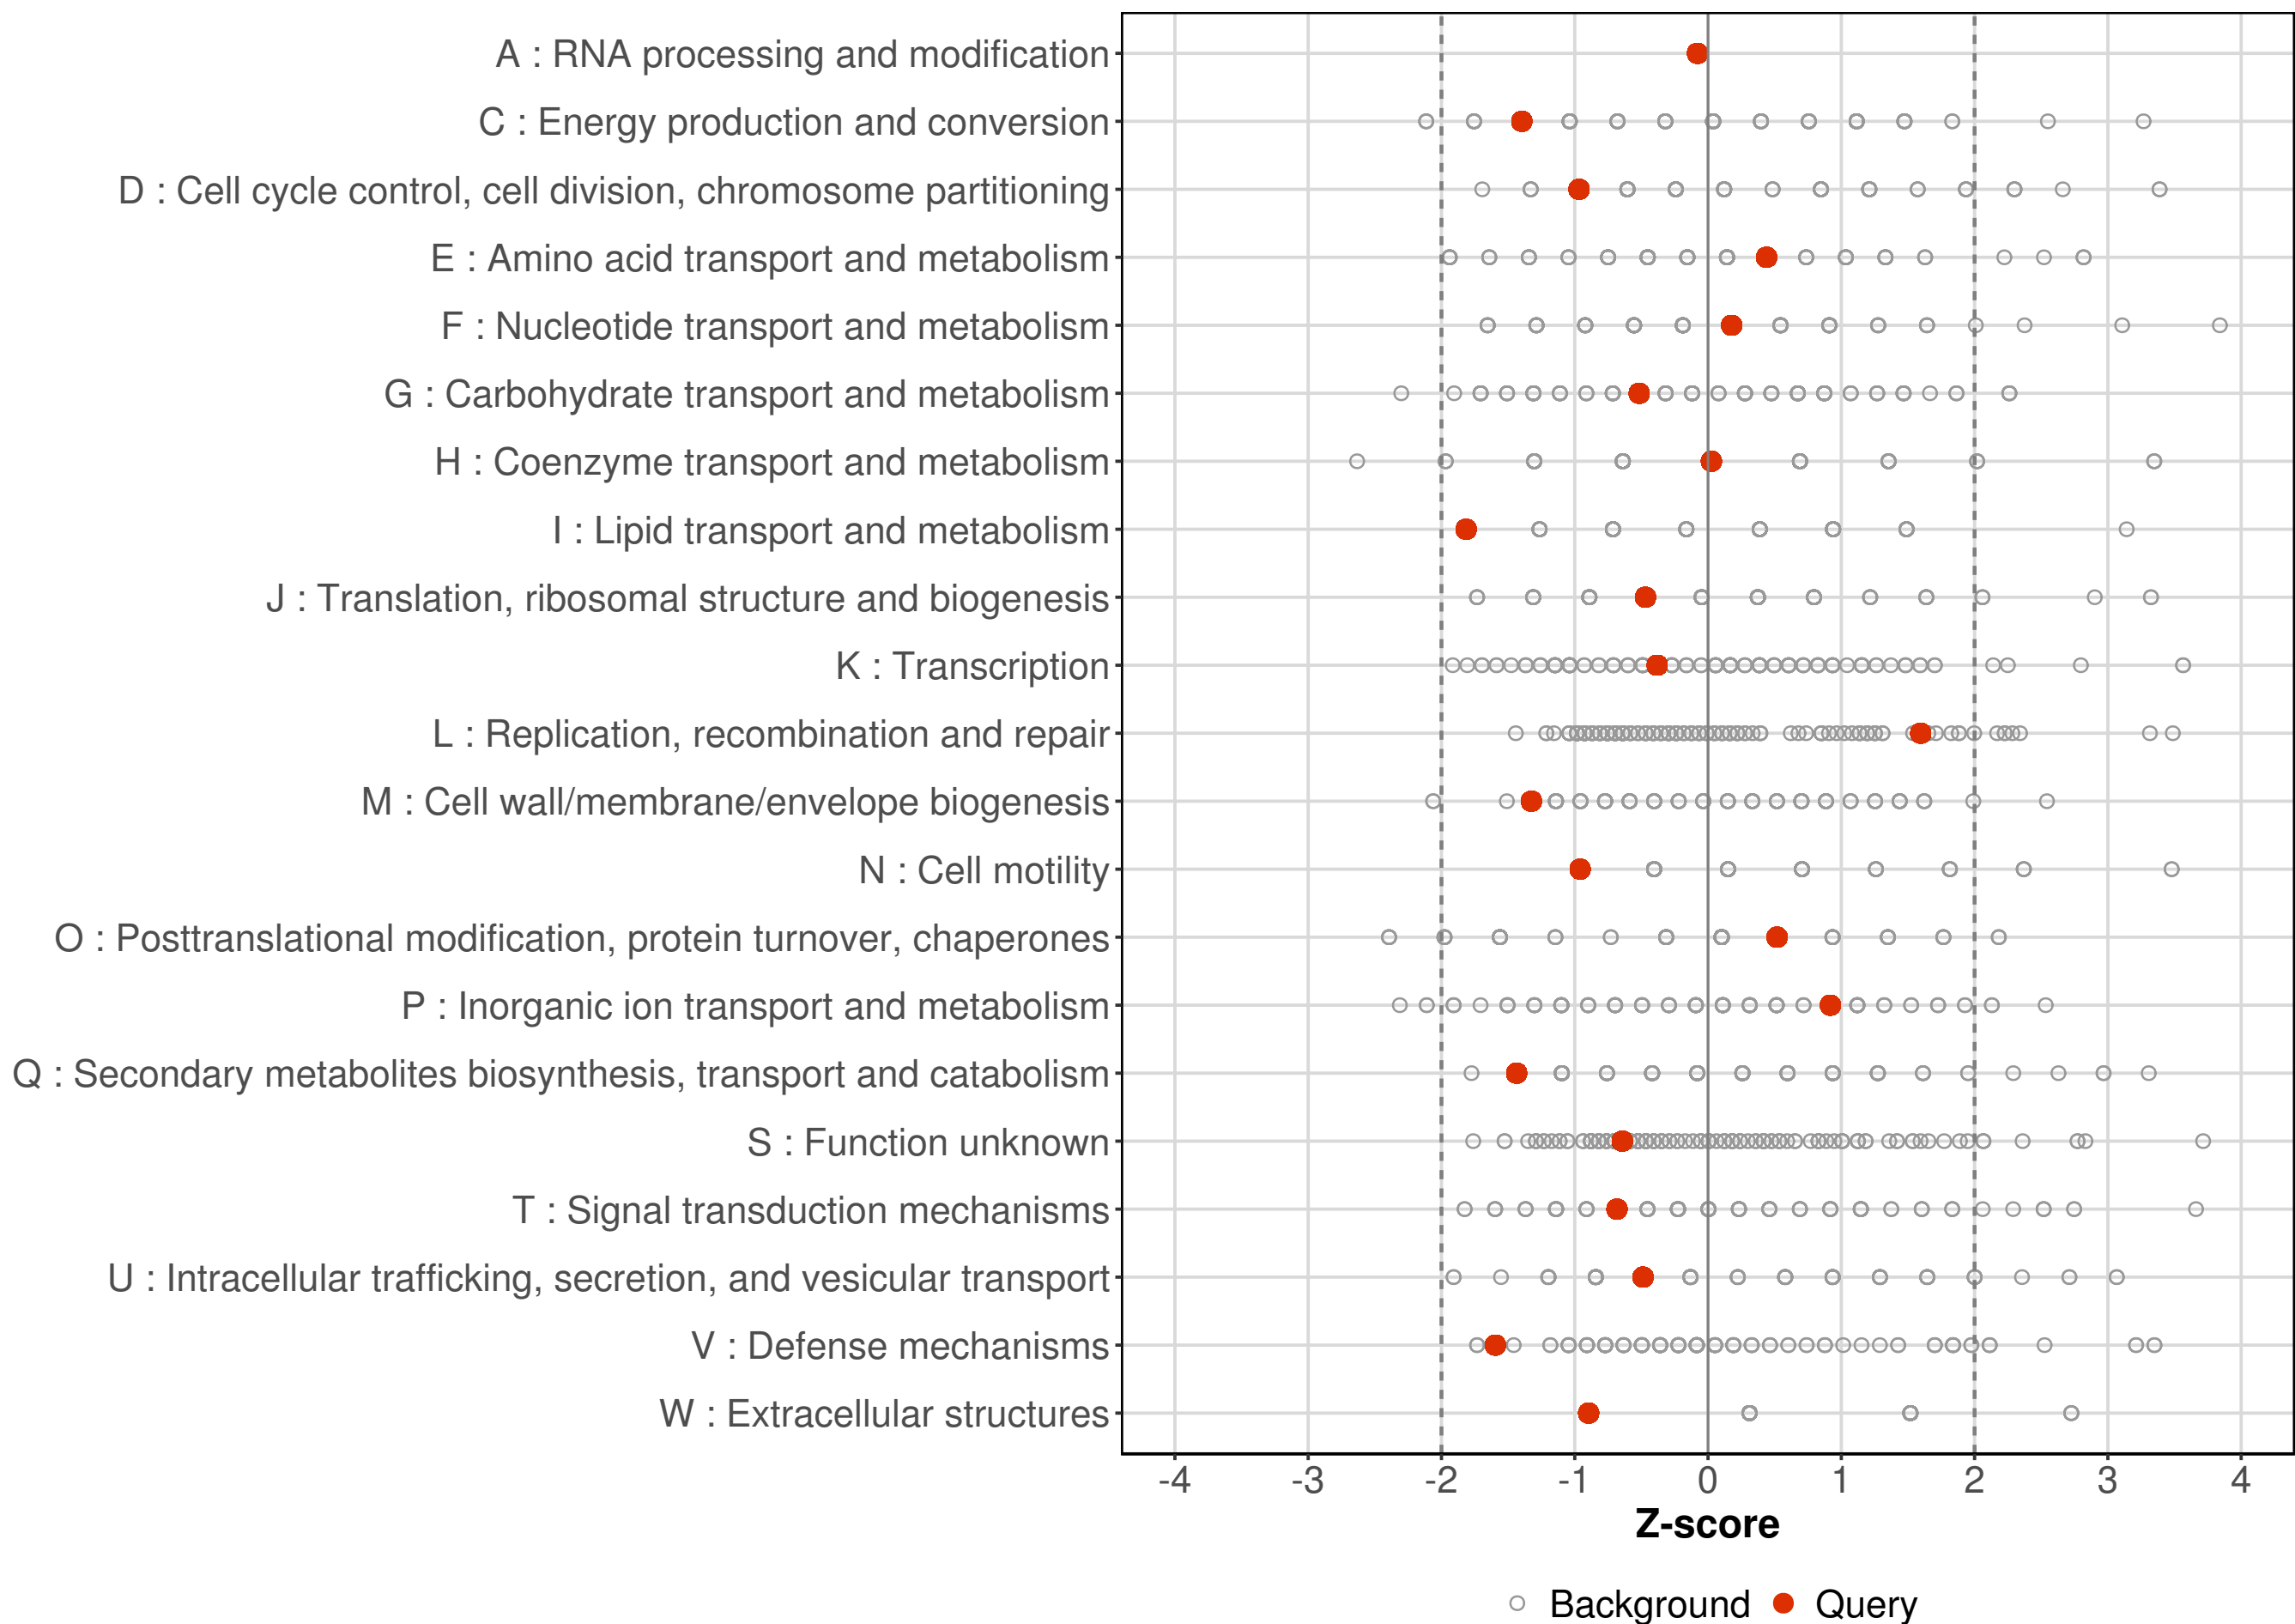 A : RNA processing and modification
C : Energy production and conversion
D : Cell cycle control, cell division, chromosome partitioning
E : Amino acid transport and metabolism
F : Nucleotide transport and metabolism
G : Carbohydrate transport and metabolism
H : Coenzyme transport and metabolism
I : Lipid transport and metabolism
J : Translation, ribosomal structure and biogenesis
K : Transcription
L : Replication, recombination and repair
M : Cell wall/membrane/envelope biogenesis
N : Cell motility
O : Posttranslational modification, protein turnover, chaperones
P : Inorganic ion transport and metabolism
Q : Secondary metabolites biosynthesis, transport and catabolism
S : Function unknown
T : Signal transduction mechanisms
U : Intracellular trafficking, secretion, and vesicular transport
V : Defense mechanisms
W : Extracellular structures
-4 -3 -2 -1 0 1 2 3 4
Z-score
Background Query